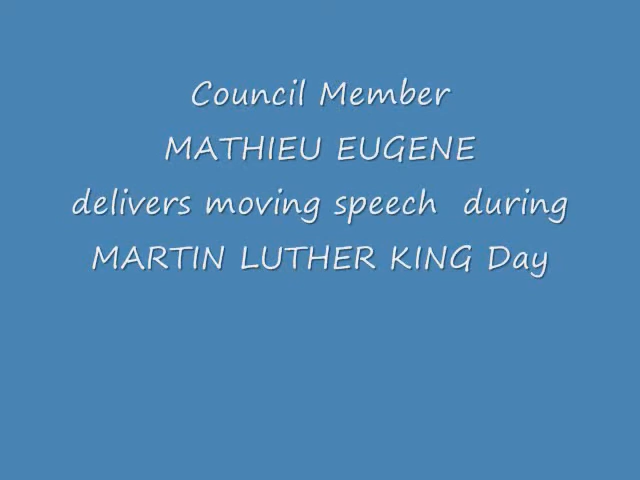 Council Member
MATHIEU EUGENE
delivers moving speech during
MARTIN LUTHER KING Day